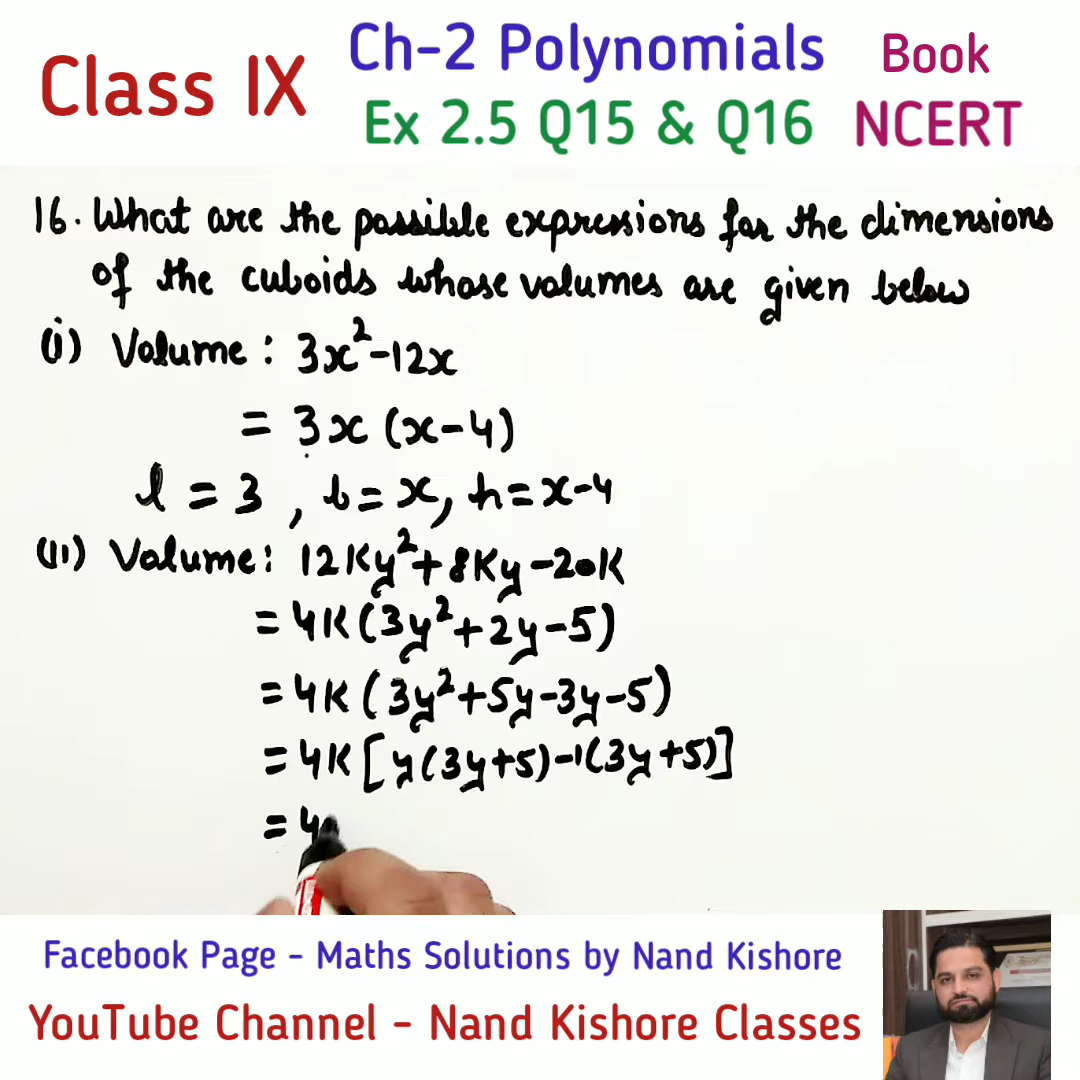 Class IX
Ch-2 Polynomials
Ex 2.5 Q15 & Q16
Book
NCERT
16. What are the possible expressions for the dimensions
of the cuboids whose volumes are given below
(i) Volume : 3x²-12x
= 3x (x-4)
l = 3 , b = x, h = x-4
(ii) Volume: 12Ky²+8Ky-20K
= 4K (3y²+2y-5)
= 4K (3y²+5y-3y-5)
= 4K [y(3y+5)-1(3y+5)]
= 4
Facebook Page - Maths Solutions by Nand Kishore
YouTube Channel - Nand Kishore Classes